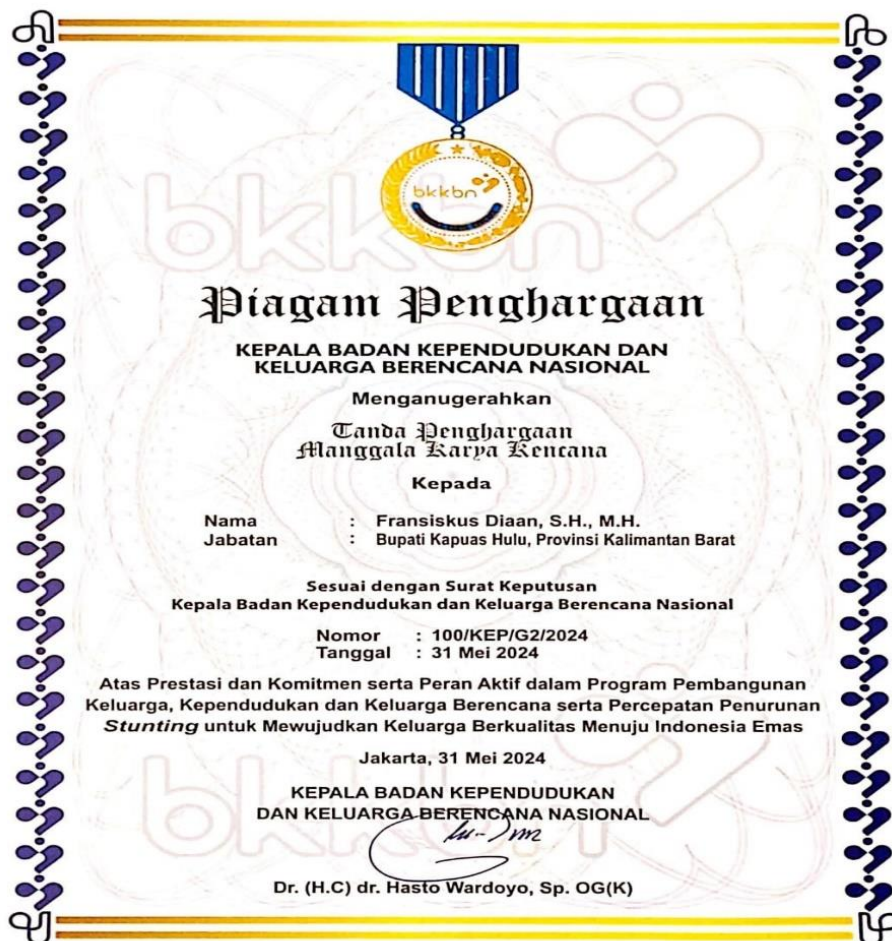 bkkbn
bkkbn
Piagam Penghargaan
KEPALA BADAN KEPENDUDUKAN DAN
KELUARGA BERENCANA NASIONAL
Menganugerahkan
Tanda Penghargaan
Manggala Karya Kencana
Kepada
Nama : Fransiskus Diaan, S.H., M.H.
Jabatan : Bupati Kapuas Hulu, Provinsi Kalimantan Barat
Sesuai dengan Surat Keputusan
Kepala Badan Kependudukan dan Keluarga Berencana Nasional
Nomor : 100/KEP/G2/2024
Tanggal : 31 Mei 2024
Atas Prestasi dan Komitmen serta Peran Aktif dalam Program Pembangunan
Keluarga, Kependudukan dan Keluarga Berencana serta Percepatan Penurunan
Stunting untuk Mewujudkan Keluarga Berkualitas Menuju Indonesia Emas
Jakarta, 31 Mei 2024
KEPALA BADAN KEPENDUDUKAN
DAN KELUARGA BERENCANA NASIONAL
bkkbn
Dr. (H.C) dr. Hasto Wardoyo, Sp. OG(K)